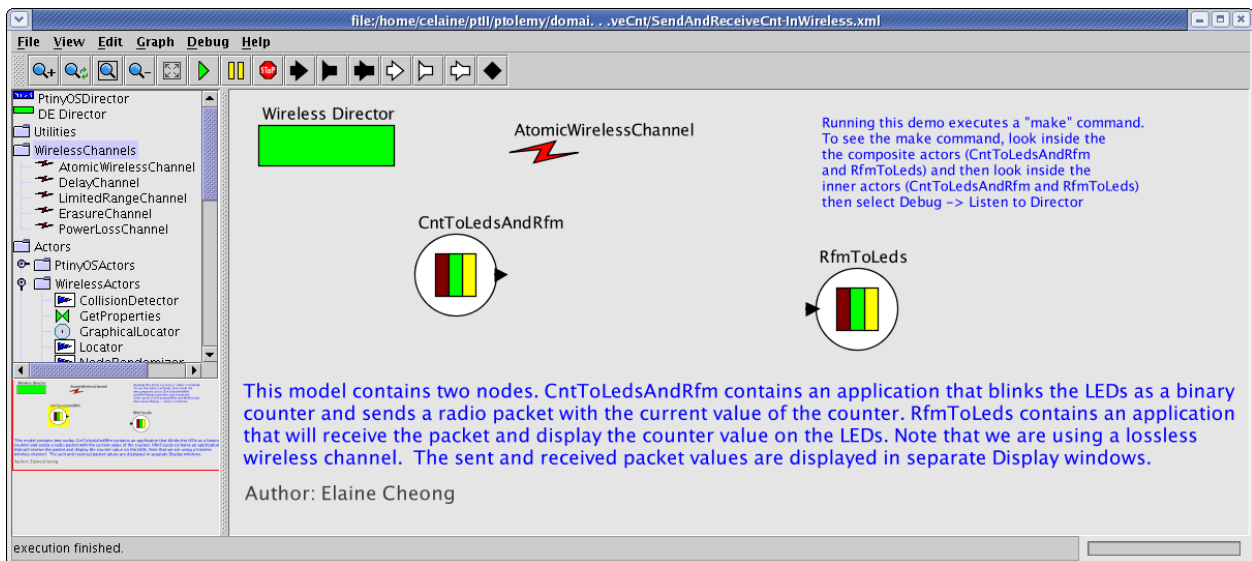 file:/home/celaine/ptII/ptolemy/domai. . .veCnt/SendAndReceiveCnt-InWireless.xml
File View Edit Graph Debug Help
STOP
PtinyOSDirector
DE Director
Utilities
WirelessChannels
AtomicWirelessChannel
DelayChannel
LimitedRangeChannel
ErasureChannel
PowerLossChannel
Actors
PtinyOSActors
WirelessActors
CollisionDetector
GetProperties
GraphicalLocator
Locator
NodeRandomizer
Wireless Director
AtomicWirelessChannel
Running this demo executes a "make" command.
To see the make command, look inside the
the composite actors (CntToLedsAndRfm
and RfmToLeds) and then look inside the
inner actors (CntToLedsAndRfm and RfmToLeds)
then select Debug -> Listen to Director
CntToLedsAndRfm
RfmToLeds
This model contains two nodes. CntToLedsAndRfm contains an application that blinks the LEDs as a binary
counter and sends a radio packet with the current value of the counter. RfmToLeds contains an application
that will receive the packet and display the counter value on the LEDs. Note that we are using a lossless
wireless channel.  The sent and received packet values are displayed in separate Display windows.
Author: Elaine Cheong
execution finished.